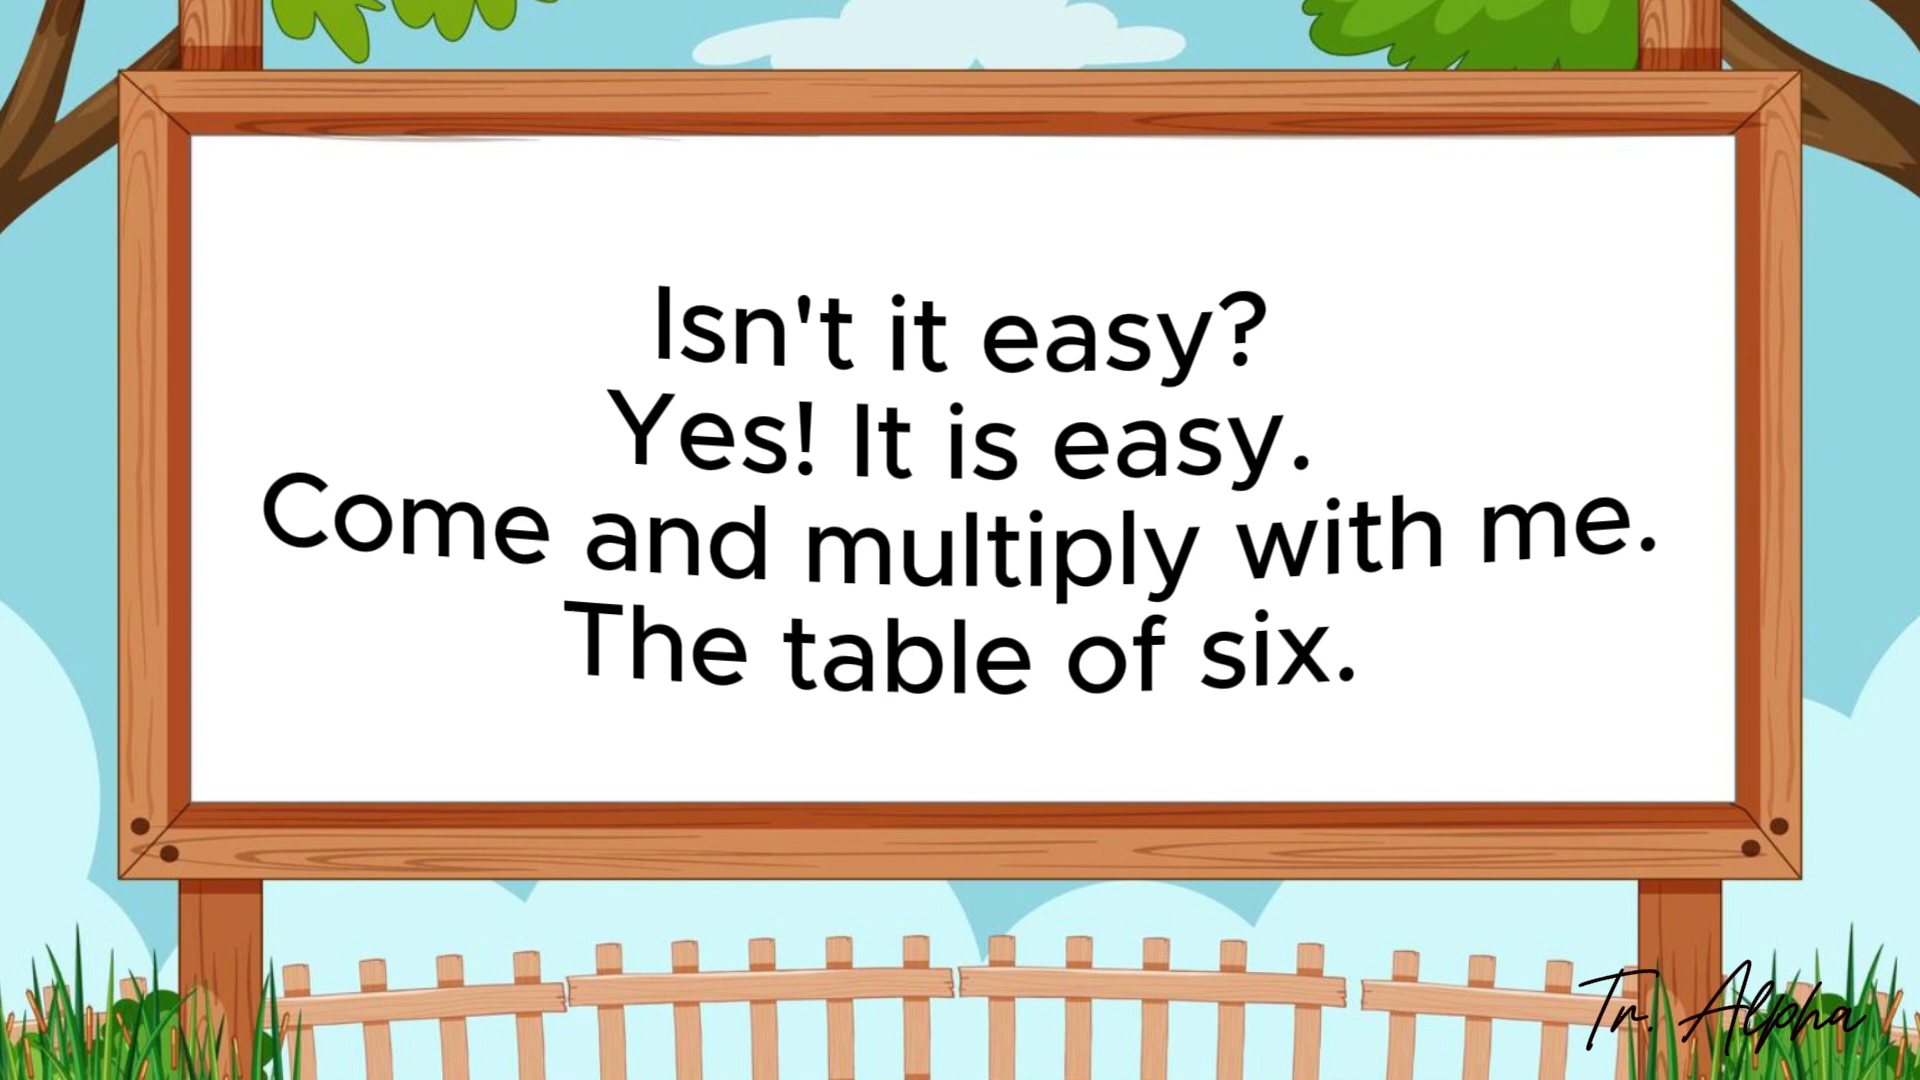 Isn't it easy?
Yes! It is easy.
Come and multiply with me.
The table of six.
Tr. Alpha